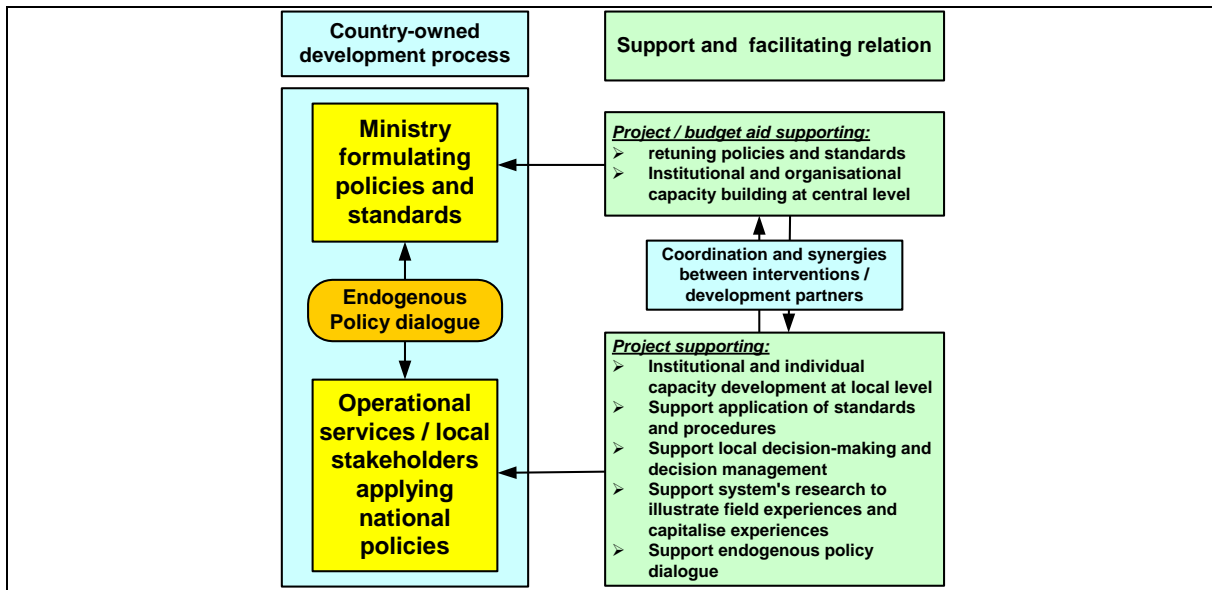 Country-owned
development process
Support and facilitating relation
Ministry
formulating
policies and
standards
Endogenous
Policy dialogue
Operational
services / local
stakeholders
applying
national
policies
Project / budget aid supporting:
➢ retuning policies and standards
➢ Institutional and organisational
capacity building at central level
Coordination and synergies
between interventions /
development partners
Project supporting:
➢ Institutional and individual
capacity development at local level
➢ Support application of standards
and procedures
➢ Support local decision-making and
decision management
➢ Support system's research to
illustrate field experiences and
capitalise experiences
➢ Support endogenous policy
dialogue